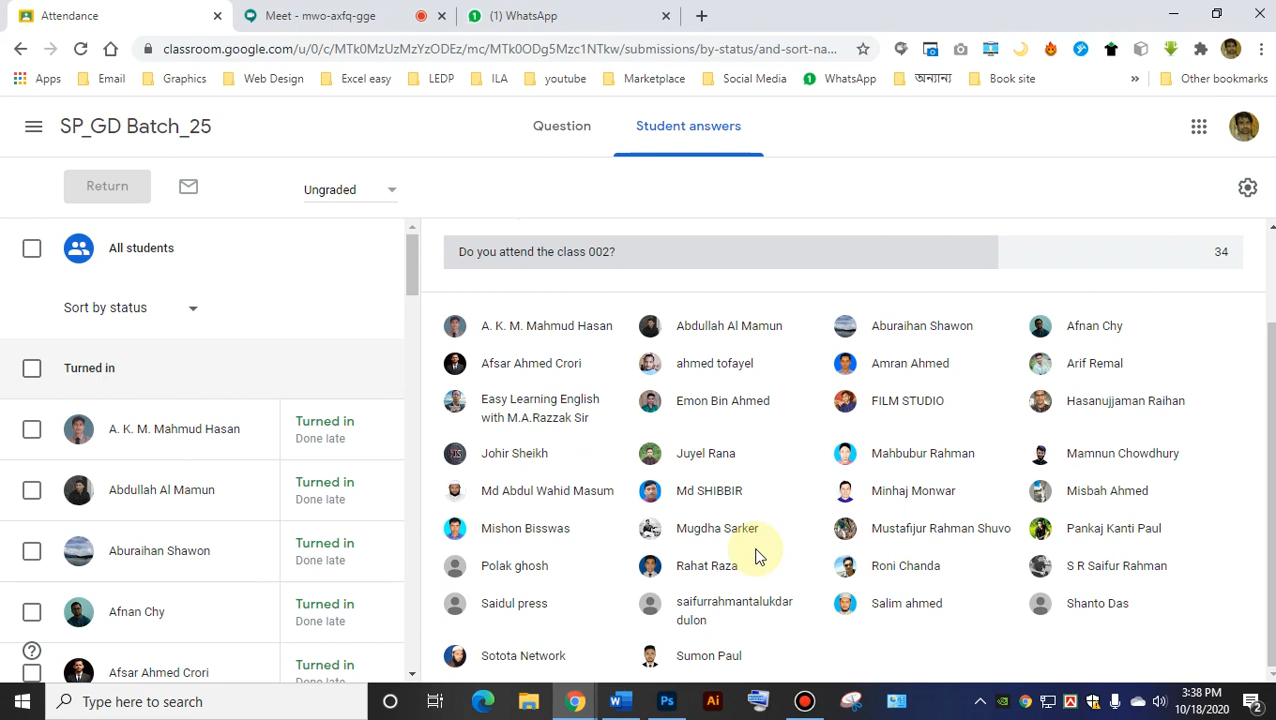 Attendance
Meet - mwo-axfq-gge
(1) WhatsApp
classroom.google.com/u/0/c/MTk0MzUzMzYzODEz/mc/MTk0ODg5Mzc1NTkw/submissions/by-status/and-sort-na...
Apps
Email
Graphics
Web Design
Excel easy
LEDP
ILA
youtube
Marketplace
Social Media
WhatsApp
অন্যান্য
Book site
»
Other bookmarks
SP_GD Batch_25
Question
Student answers
Return
Ungraded
All students
Sort by status
Turned in
A. K. M. Mahmud Hasan
Turned in
Done late
Abdullah Al Mamun
Turned in
Done late
Aburaihan Shawon
Turned in
Done late
Afnan Chy
Turned in
Done late
Afsar Ahmed Crori
Turned in
Do you attend the class 002?
34
A. K. M. Mahmud Hasan
Abdullah Al Mamun
Aburaihan Shawon
Afnan Chy
Afsar Ahmed Crori
ahmed tofayel
Amran Ahmed
Arif Remal
Easy Learning English
with M.A.Razzak Sir
Emon Bin Ahmed
FILM STUDIO
Hasanujjaman Raihan
Johir Sheikh
Juyel Rana
Mahbubur Rahman
Mamnun Chowdhury
Md Abdul Wahid Masum
Md SHIBBIR
Minhaj Monwar
Misbah Ahmed
Mishon Bisswas
Mugdha Sarker
Mustafijur Rahman Shuvo
Pankaj Kanti Paul
Polak ghosh
Rahat Raza
Roni Chanda
S R Saifur Rahman
Saidul press
saifurrahmantalukdar
dulon
Salim ahmed
Shanto Das
Sotota Network
Sumon Paul
Type here to search
3:38 PM
10/18/2020
2